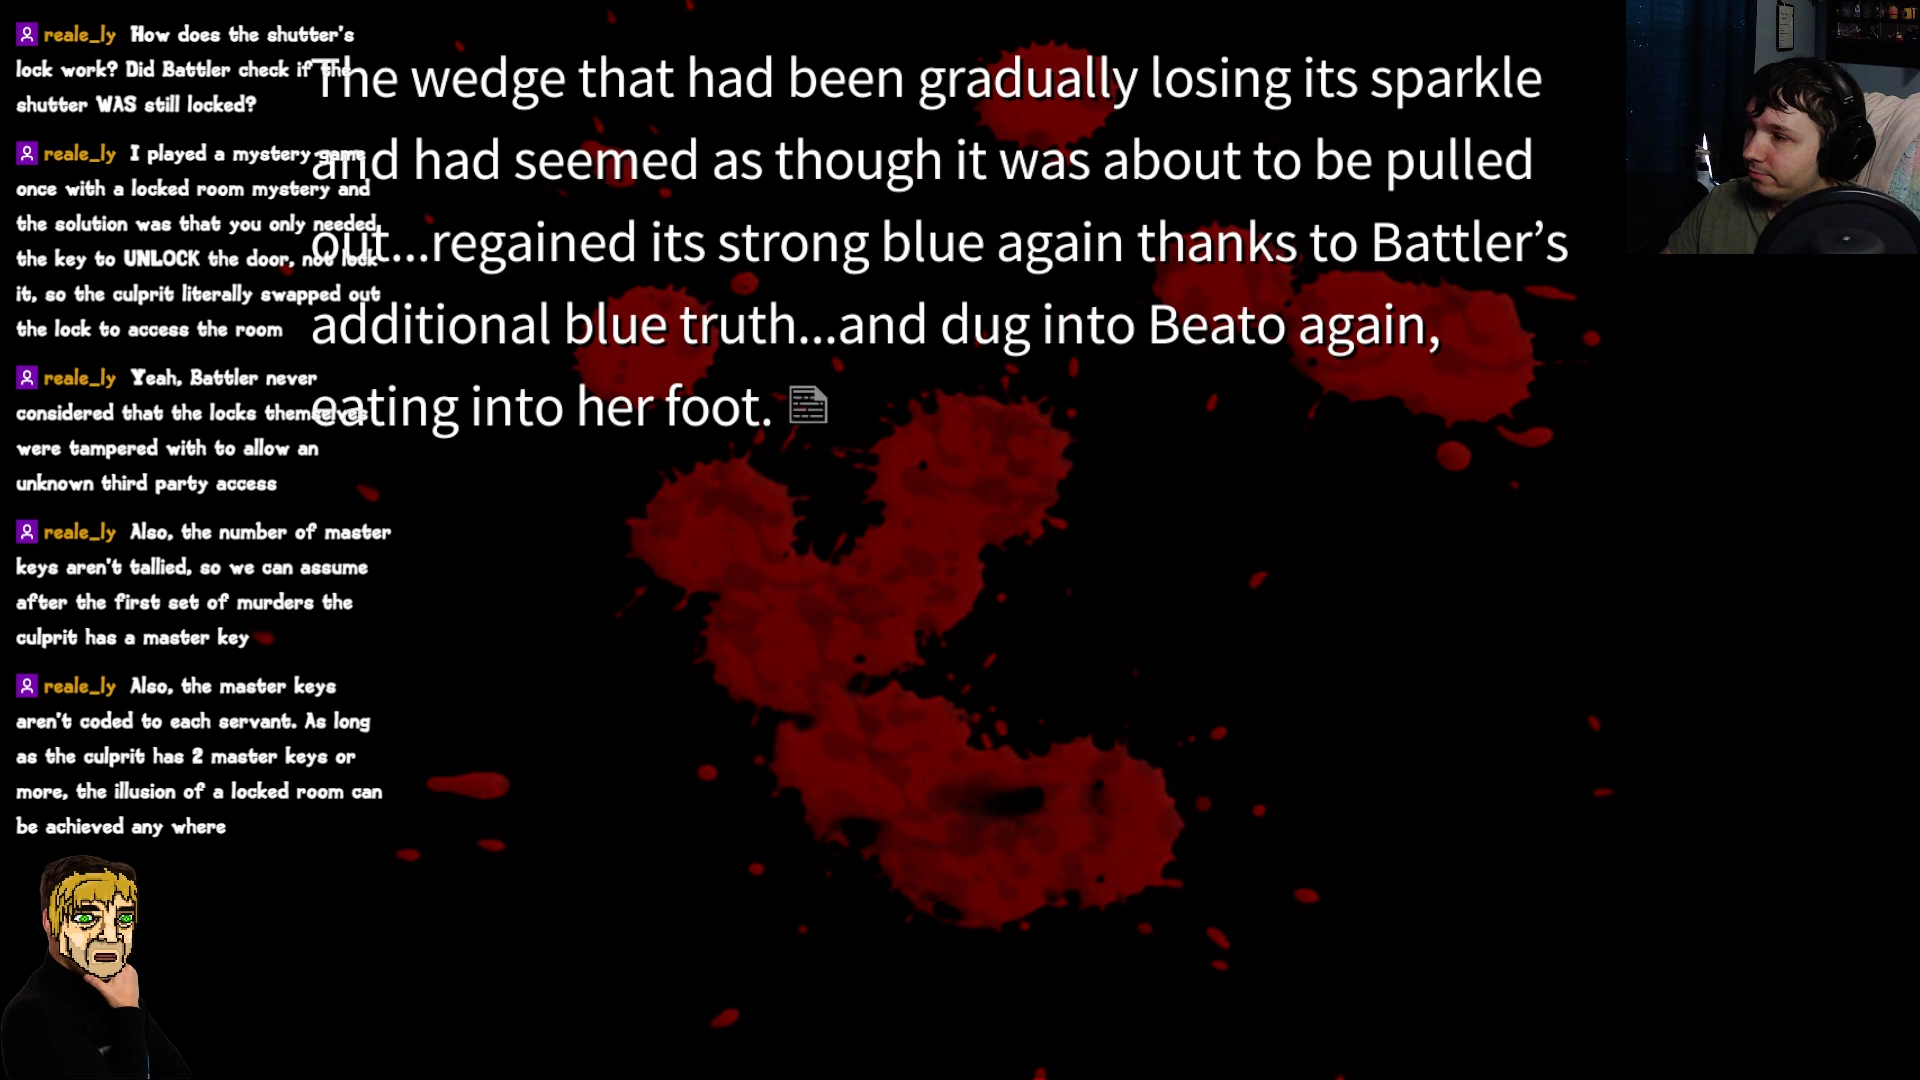 reale_ly How does the shutter's
lock work? Did Battler check if the
shutter WAS still locked?
reale_ly I played a mystery game
once with a locked room mystery and
the solution was that you only needed
the key to UNLOCK the door, not lock
it, so the culprit literally swapped out
the lock to access the room
reale_ly Yeah, Battler never
considered that the locks themselves
were tampered with to allow an
unknown third party access
reale_ly Also, the number of master
keys aren't tallied, so we can assume
after the first set of murders the
culprit has a master key
reale_ly Also, the master keys
aren't coded to each servant. As long
as the culprit has 2 master keys or
more, the illusion of a locked room can
be achieved any where
The wedge that had been gradually losing its sparkle
and had seemed as though it was about to be pulled
out...regained its strong blue again thanks to Battler’s
additional blue truth...and dug into Beato again,
eating into her foot.